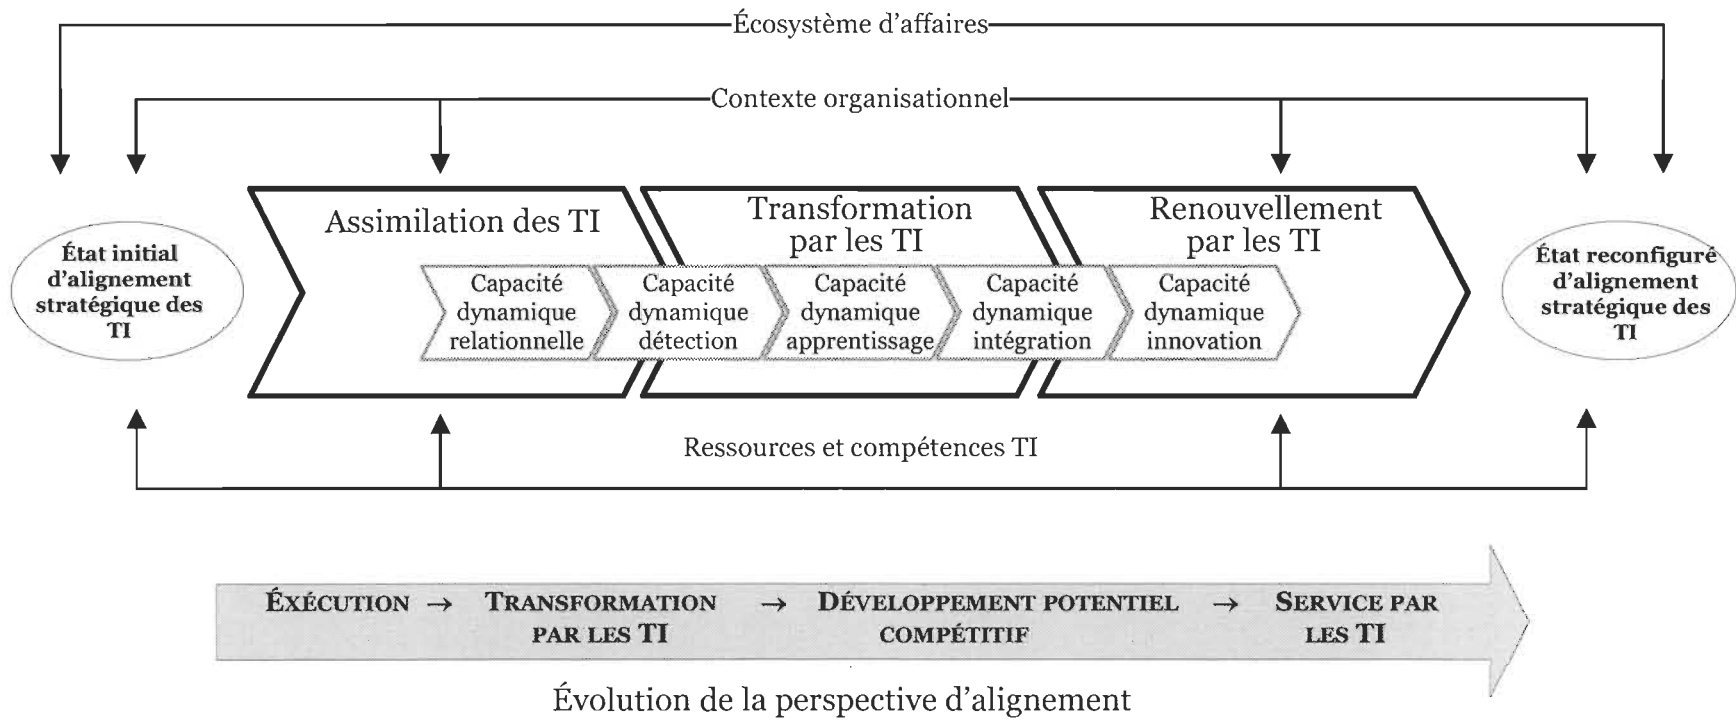 Écosystème d'affaires
Contexte organisationnel
État initial
d'alignement
stratégique des
TI
Assimilation des TI
Transformation
par les TI
Renouvellement
par les TI
Capacité
dynamique
relationnelle
Capacité
dynamique
détection
Capacité
dynamique
apprentissage
Capacité
dynamique
intégration
Capacité
dynamique
innovation
État reconfiguré
d'alignement
stratégique des
TI
Ressources et compétences TI
EXÉCUTION → TRANSFORMATION → DÉVELOPPEMENT POTENTIEL → SERVICE PAR
PAR LES TI COMPÉTITIF LES TI
Évolution de la perspective d'alignement